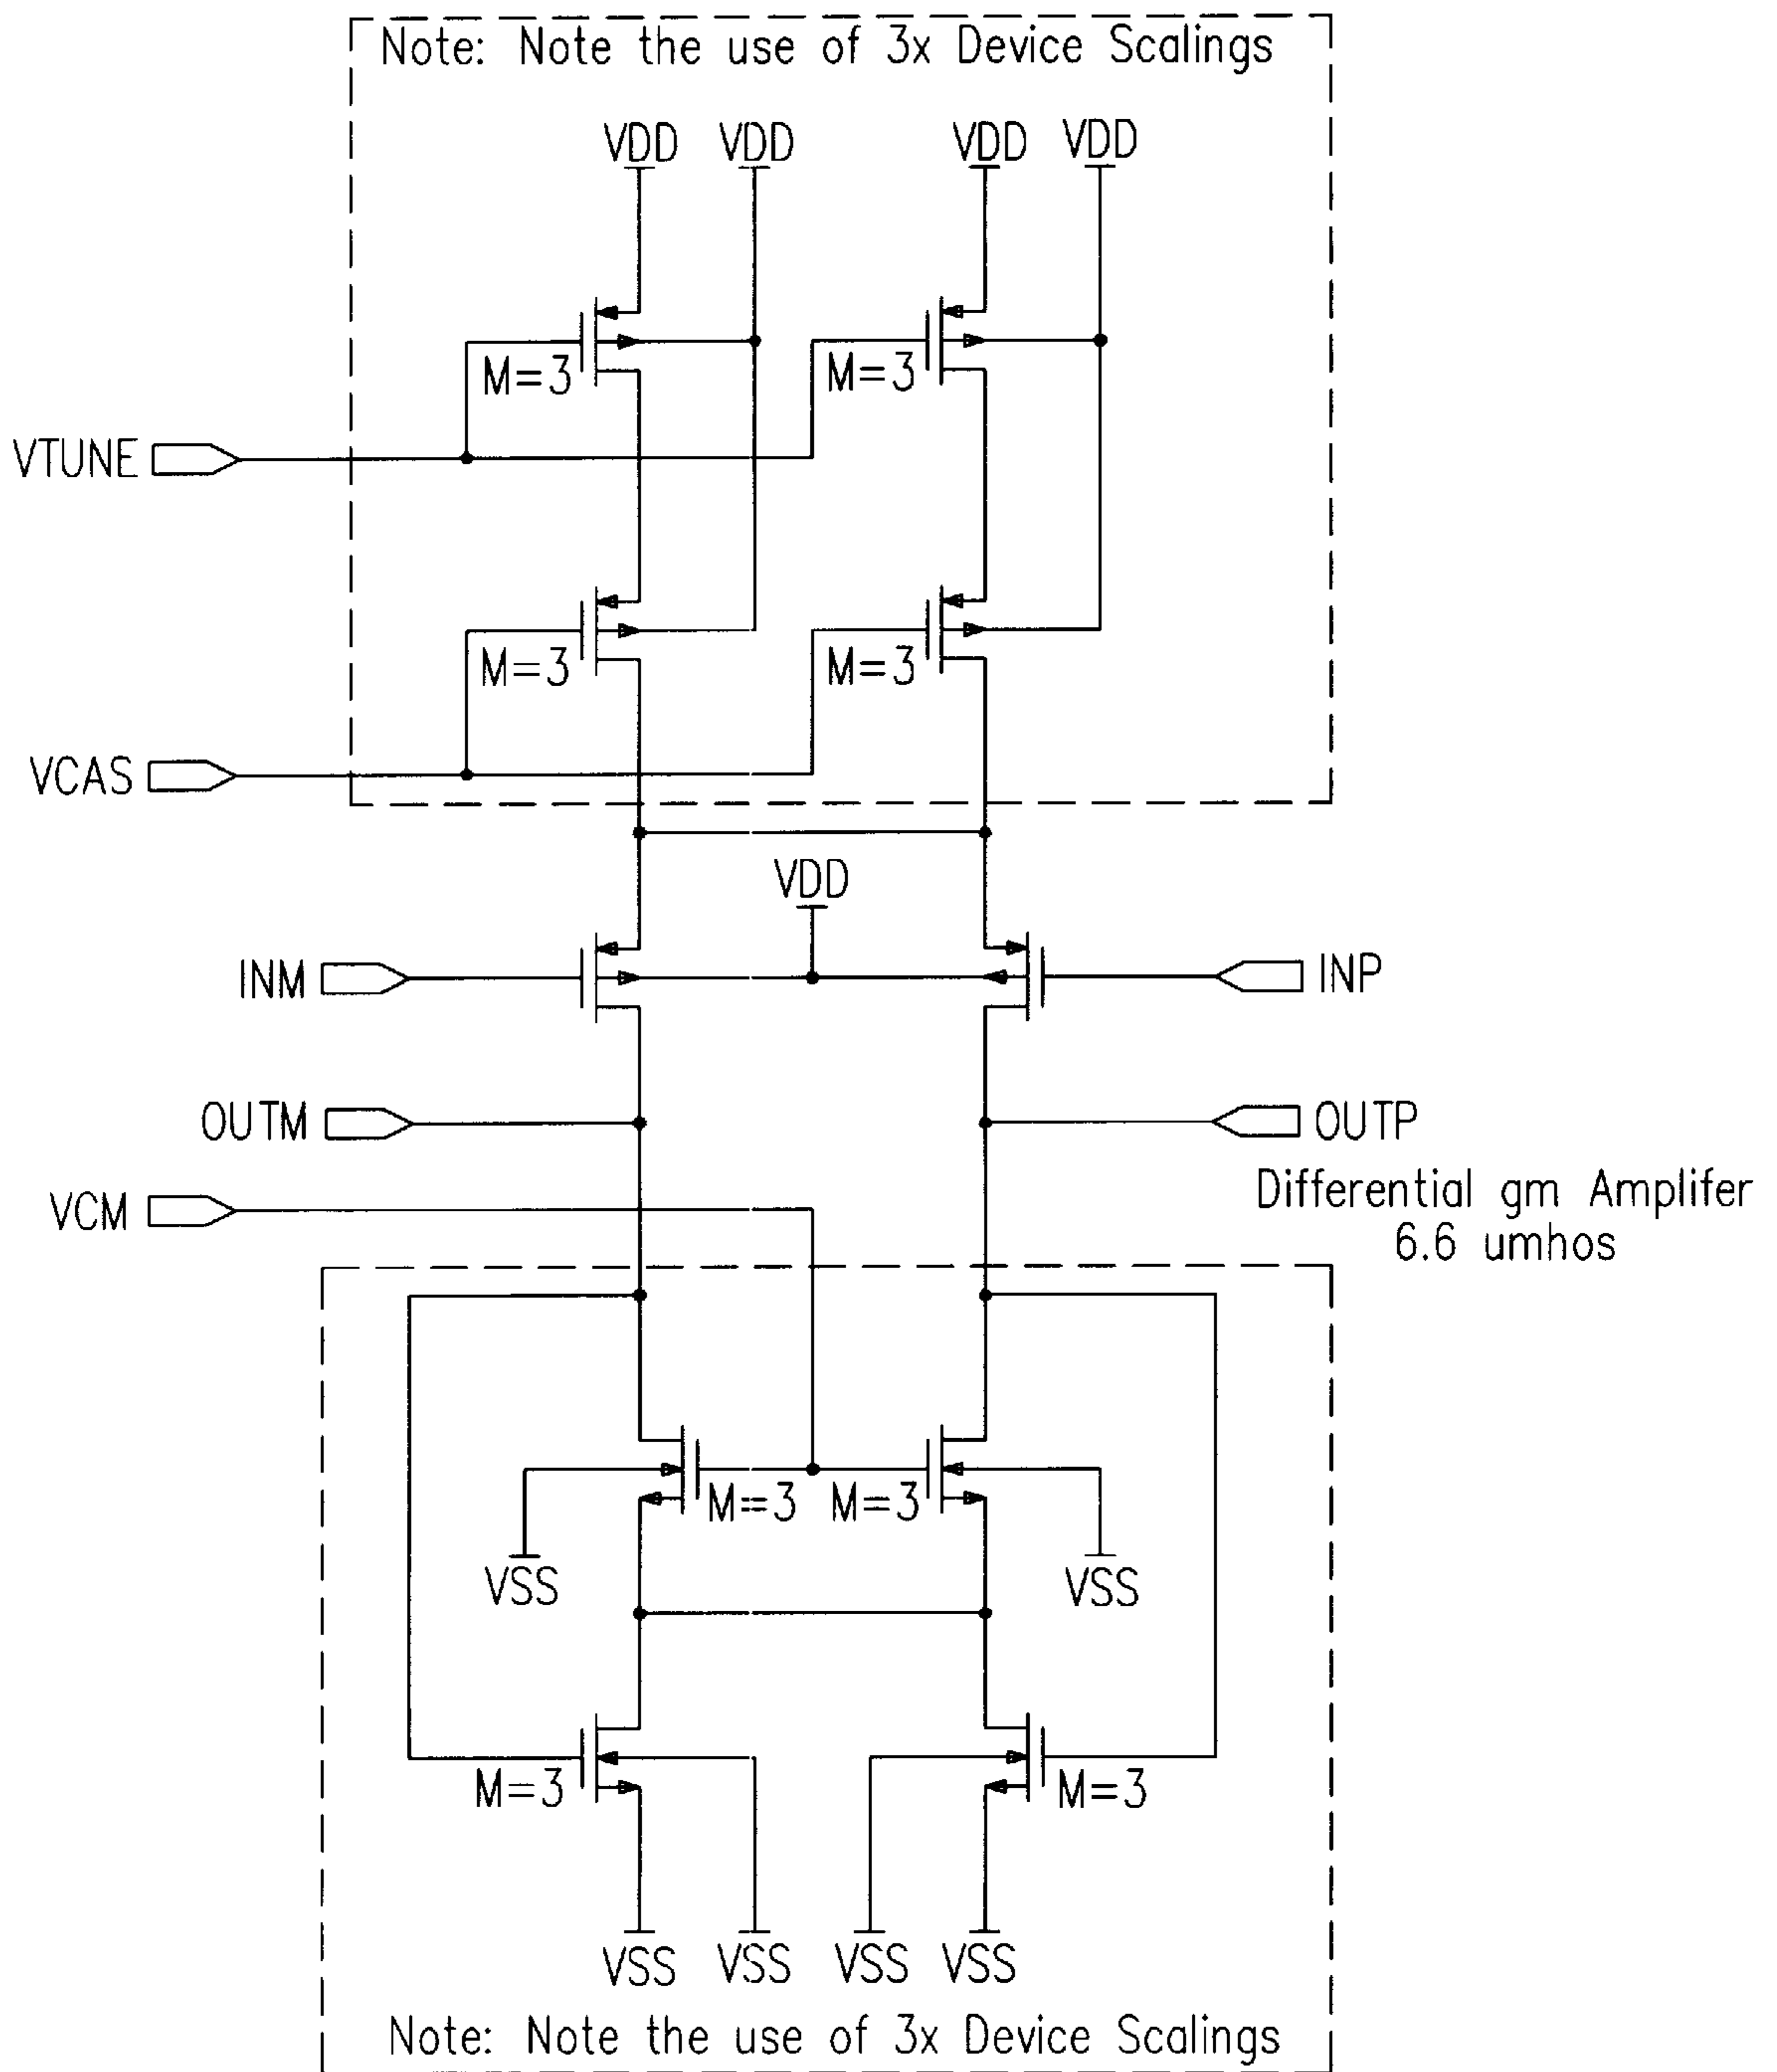 Note: Note the use of 3x Device Scalings
VDD VDD VDD VDD
M=3 M=3
VTUNE
M=3 M=3
VCAS
VDD
INM INP
OUTM OUTP
Differential gm Amplifer
VCM
6.6 umhos
M=3 M=3
VSS VSS
M=3 M=3
VSS VSS VSS VSS
Note: Note the use of 3x Device Scalings